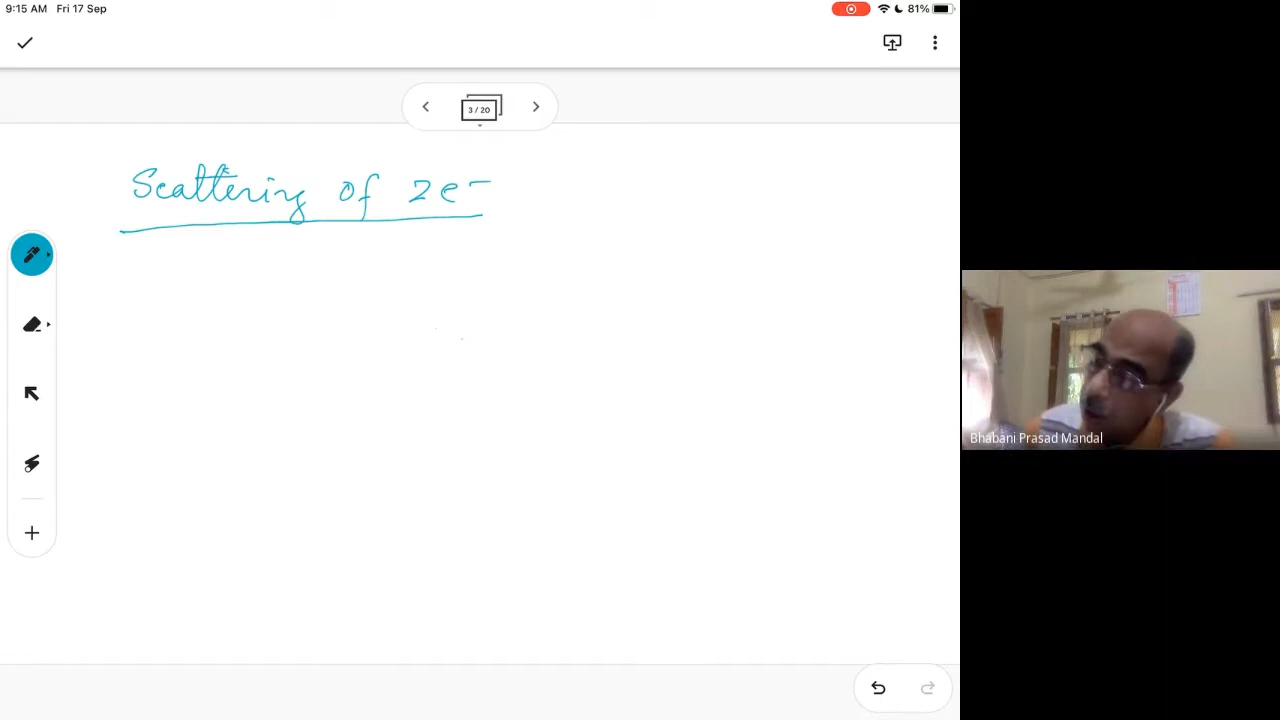 9:15 AM Fri 17 Sep
81%
3 / 20
Scattering of 2e⁻
Bhabani Prasad Mandal